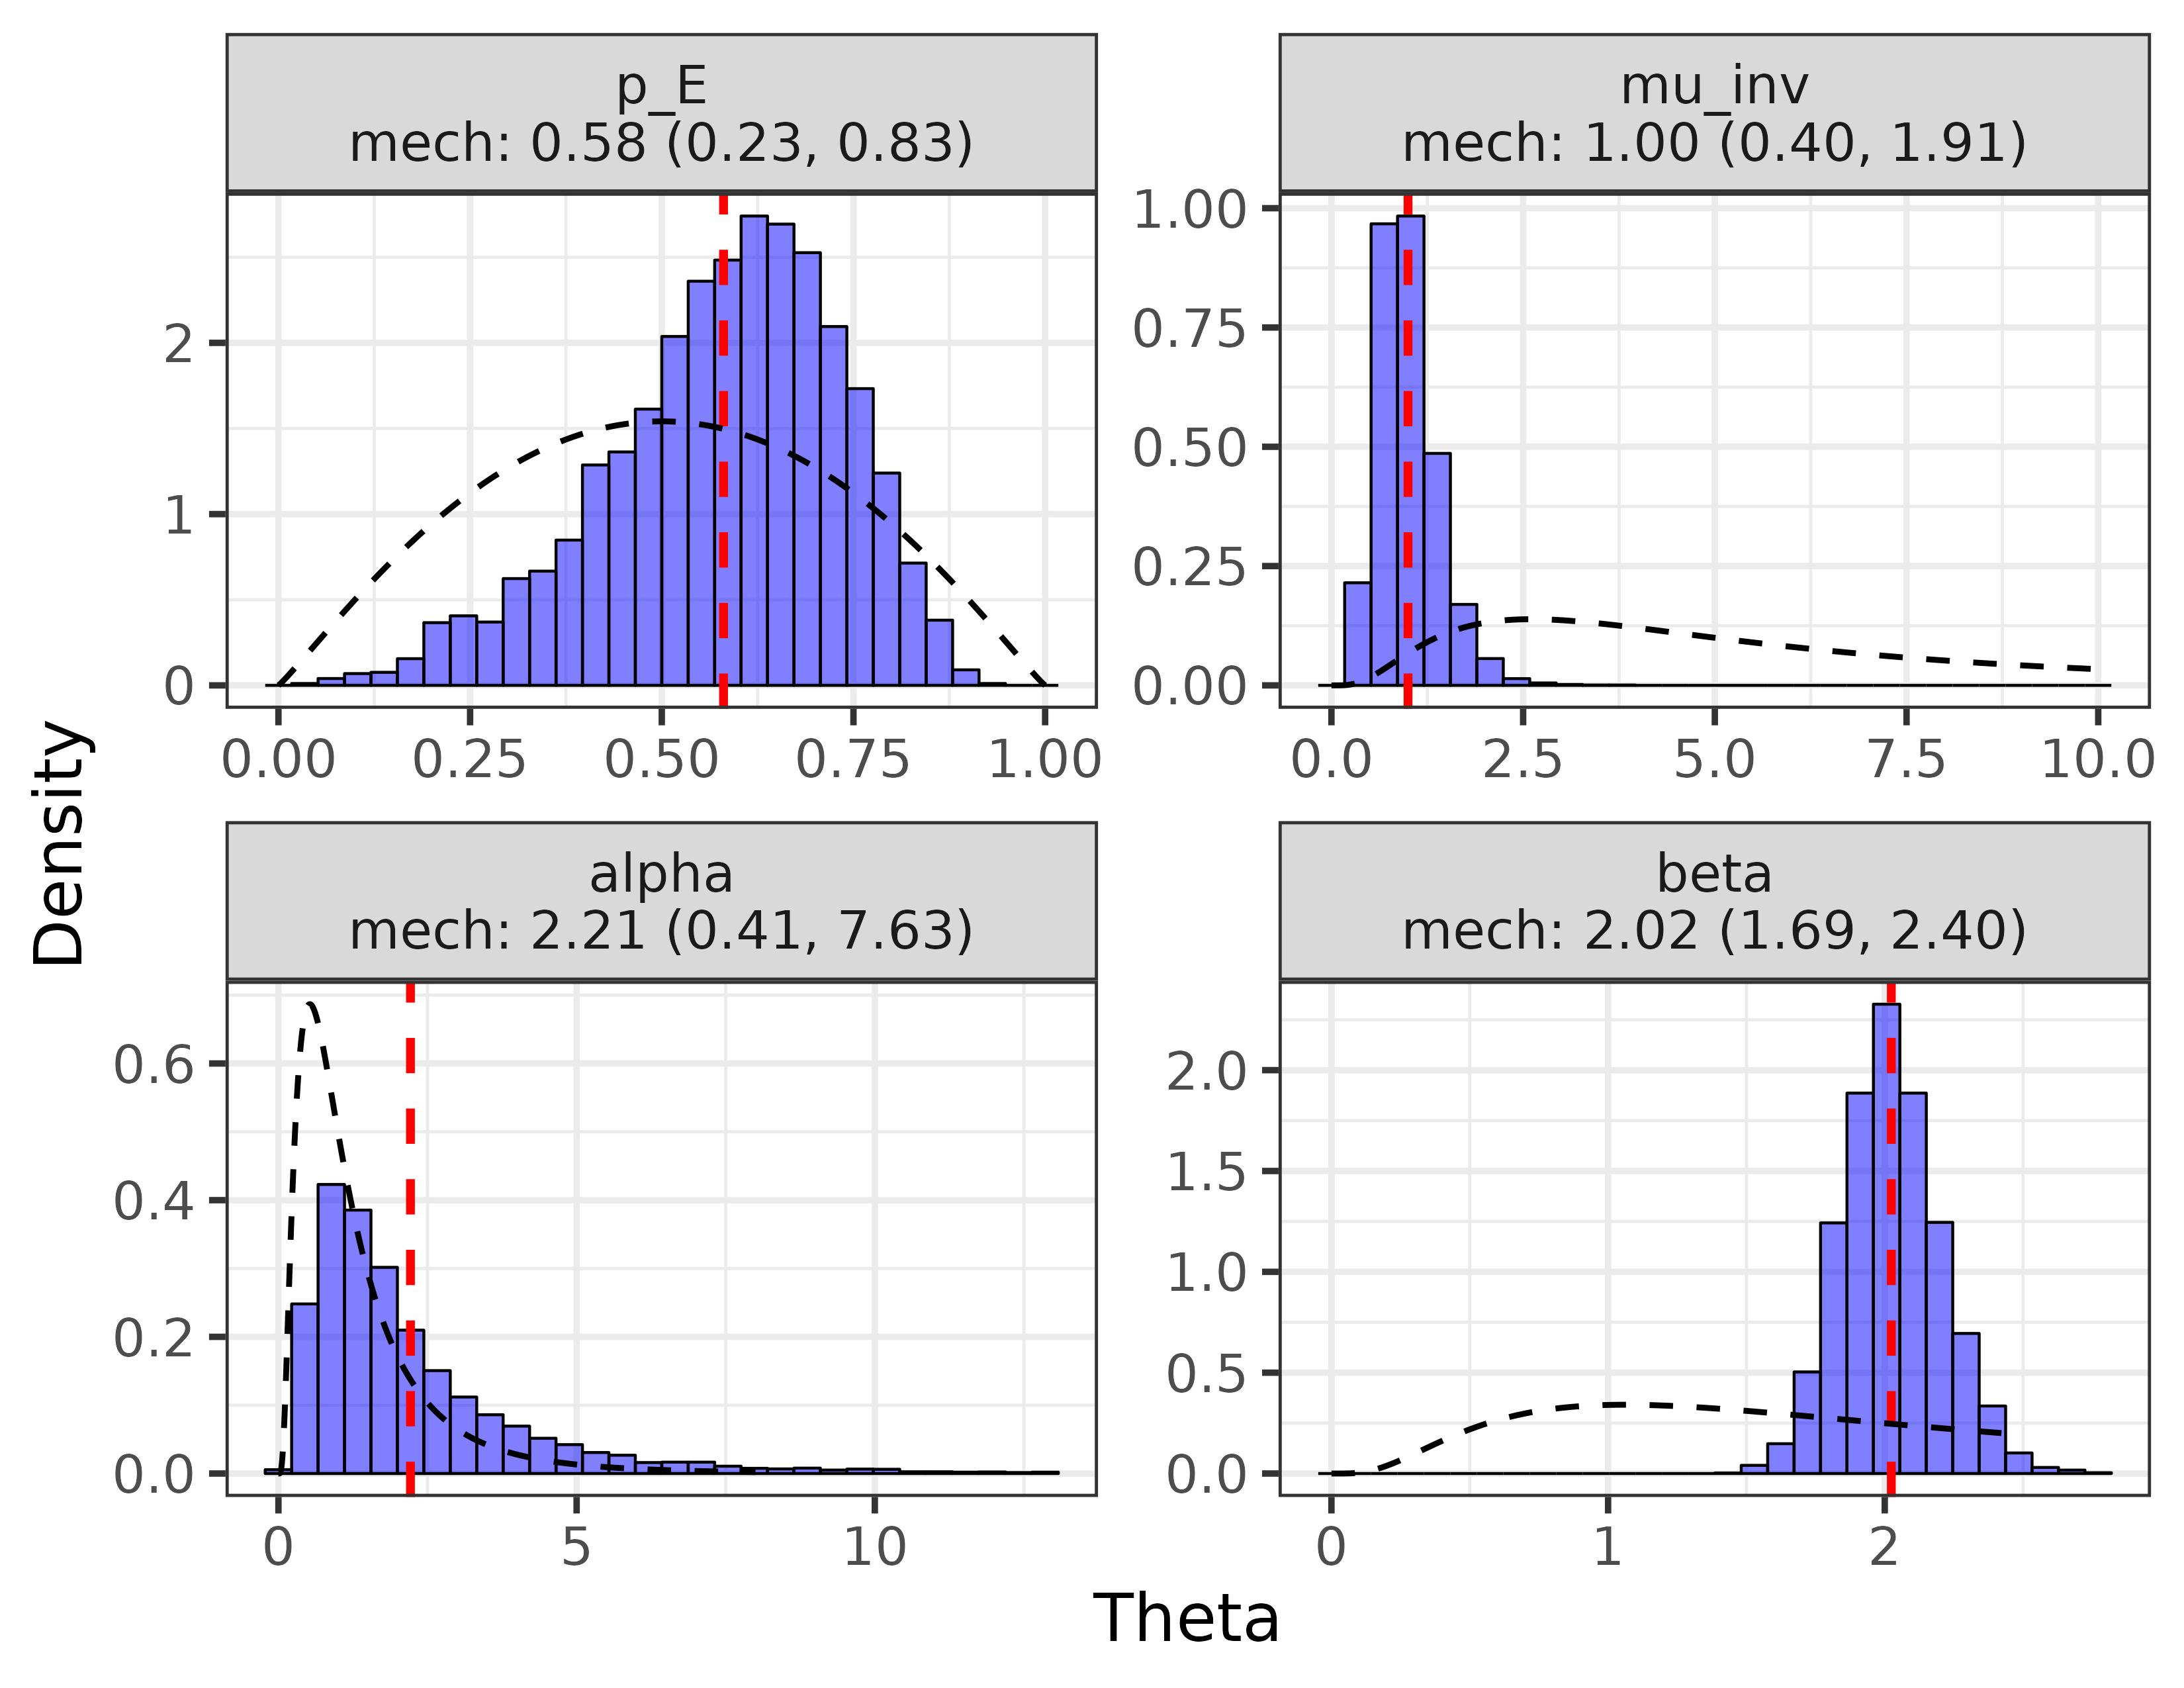 p_E
mech: 0.58 (0.23, 0.83)
mu_inv
mech: 1.00 (0.40, 1.91)
2
1
0
0.00 0.25 0.50 0.75 1.00
1.00
0.75
0.50
0.25
0.00
0.0 2.5 5.0 7.5 10.0
Density
alpha
mech: 2.21 (0.41, 7.63)
beta
mech: 2.02 (1.69, 2.40)
0.6
0.4
0.2
0.0
0 5 10
2.0
1.5
1.0
0.5
0.0
0 1 2
Theta